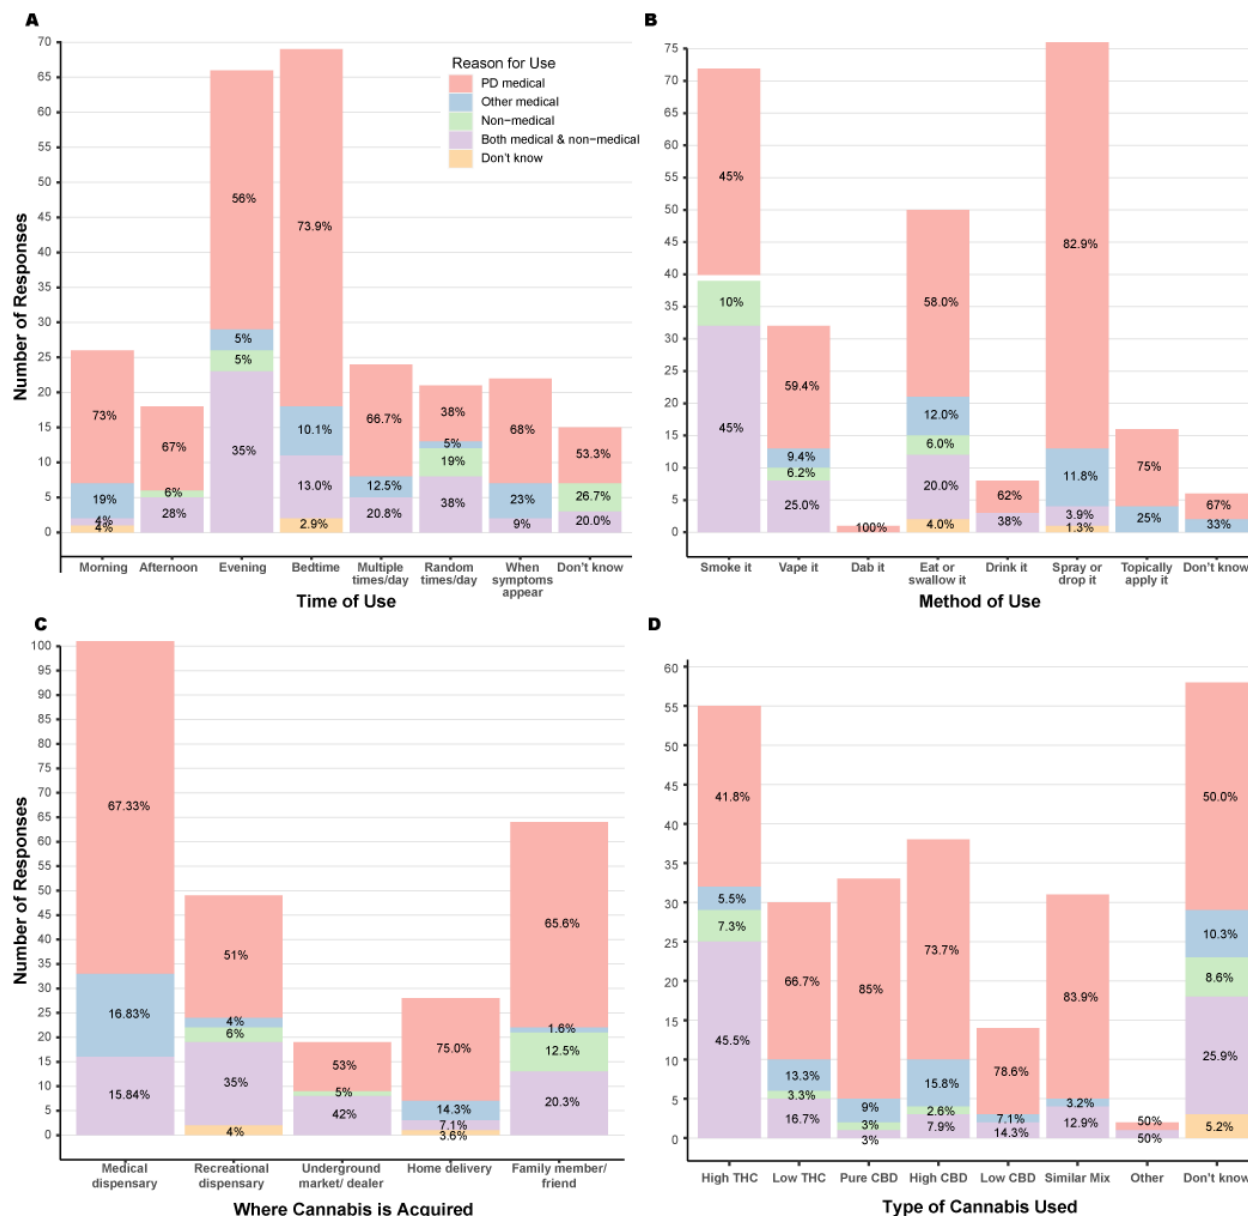 A
Number of Responses
70
65
60
55
50
45
40
35
30
25
20
15
10
5
0
Reason for Use
PD medical
Other medical
Non−medical
Both medical & non−medical
Don't know
73%
19%
4%
4%
67%
6%
28%
56%
5%
5%
35%
73.9%
10.1%
13.0%
2.9%
66.7%
12.5%
20.8%
38%
5%
19%
38%
68%
23%
9%
53.3%
26.7%
20.0%
Morning
Afternoon
Evening
Bedtime
Multiple
times/day
Random
times/day
When
symptoms
appear
Don't know
Time of Use
B
75
70
65
60
55
50
45
40
35
30
25
20
15
10
5
0
45%
10%
45%
59.4%
9.4%
6.2%
25.0%
100%
58.0%
12.0%
6.0%
20.0%
4.0%
62%
38%
82.9%
11.8%
3.9%
1.3%
75%
25%
67%
33%
Smoke it
Vape it
Dab it
Eat or
swallow it
Drink it
Spray or
drop it
Topically
apply it
Don't know
Method of Use
C
Number of Responses
100
95
90
85
80
75
70
65
60
55
50
45
40
35
30
25
20
15
10
5
0
67.33%
16.83%
15.84%
51%
4%
6%
35%
4%
53%
5%
42%
75.0%
14.3%
7.1%
3.6%
65.6%
1.6%
12.5%
20.3%
Medical
dispensary
Recreational
dispensary
Underground
market/ dealer
Home delivery
Family member/
friend
Where Cannabis is Acquired
D
60
55
50
45
40
35
30
25
20
15
10
5
0
41.8%
5.5%
7.3%
45.5%
66.7%
13.3%
3.3%
16.7%
85%
9%
3%
3%
73.7%
15.8%
2.6%
7.9%
78.6%
7.1%
14.3%
83.9%
3.2%
12.9%
50%
50%
50.0%
10.3%
8.6%
25.9%
5.2%
High THC
Low THC
Pure CBD
High CBD
Low CBD
Similar Mix
Other
Don't know
Type of Cannabis Used